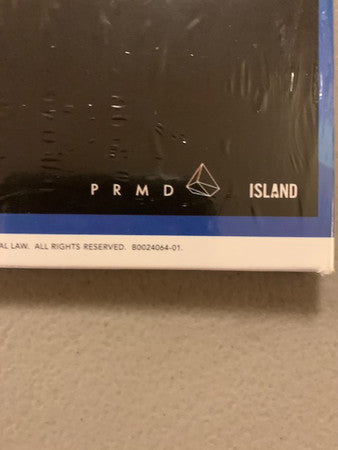 PRMD ISLAND
AL LAW. ALL RIGHTS RESERVED. B0024064-01.